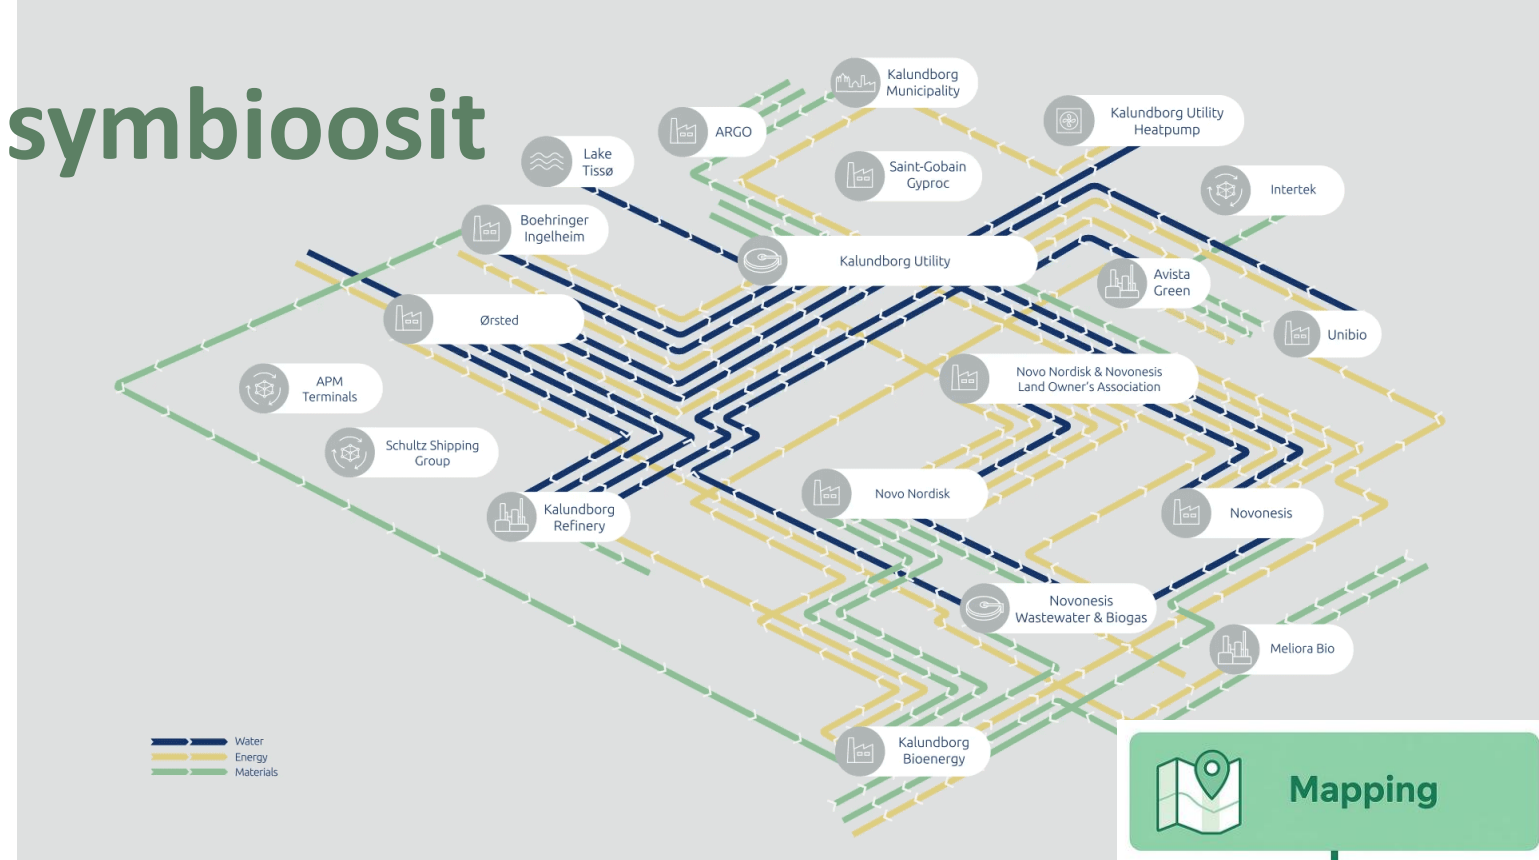 symbioosit
Kalundborg
Municipality
ARGO
Kalundborg Utility
Heatpump
Lake
Tissø
Saint-Gobain
Gyproc
Intertek
Boehringer
Ingelheim
Kalundborg Utility
Avista
Green
Ørsted
Unibio
APM
Terminals
Novo Nordisk & Novonesis
Land Owner's Association
Schultz Shipping
Group
Novo Nordisk
Kalundborg
Refinery
Novonesis
Novonesis
Wastewater & Biogas
Meliora Bio
Kalundborg
Bioenergy
Water
Energy
Materials
Mapping